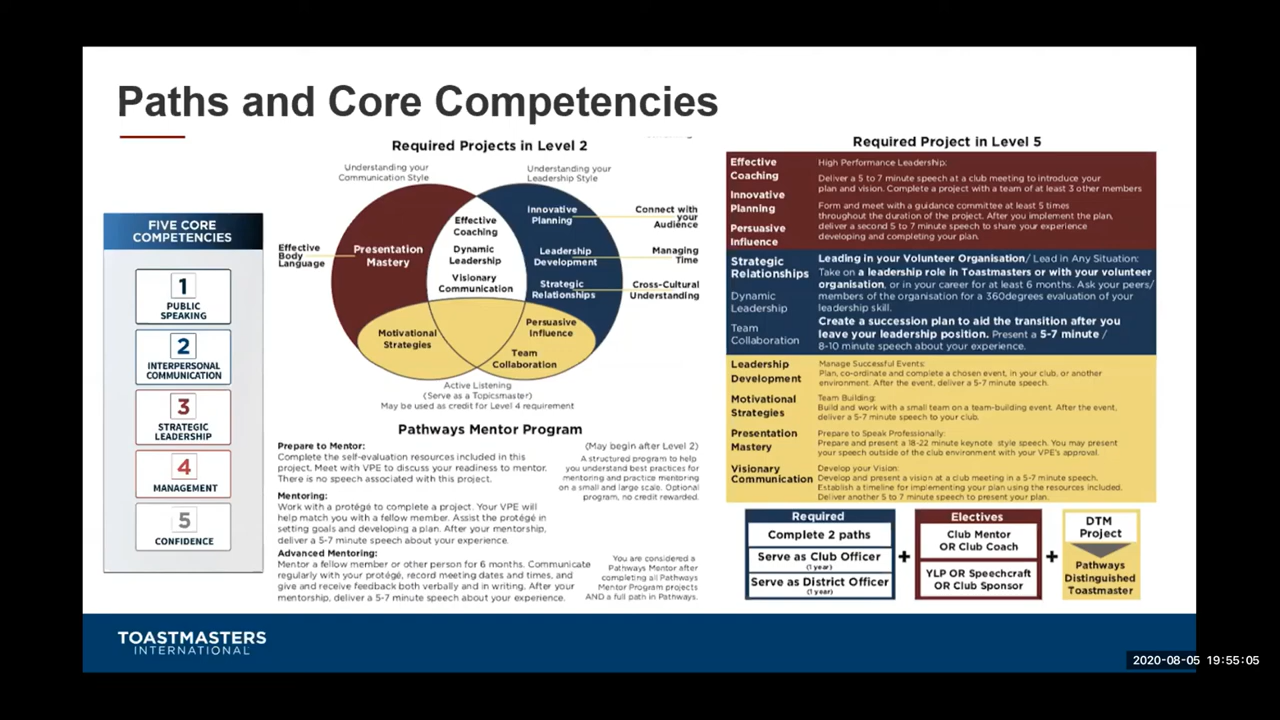 Paths and Core Competencies
FIVE CORE
COMPETENCIES
1
PUBLIC
SPEAKING
2
INTERPERSONAL
COMMUNICATION
3
STRATEGIC
LEADERSHIP
4
MANAGEMENT
5
CONFIDENCE
Required Projects in Level 2
Understanding your
Communication Style
Understanding your
Leadership Style
Effective
Body
Language
Presentation
Mastery
Effective
Coaching
Dynamic
Leadership
Visionary
Communication
Innovative
Planning
Leadership
Development
Strategic
Relationships
Connect with
your
Audience
Managing
Time
Cross-Cultural
Understanding
Motivational
Strategies
Persuasive
Influence
Team
Collaboration
Active Listening
(Serve as a Topicsmaster)
May be used as credit for Level 4 requirement
Pathways Mentor Program
Prepare to Mentor:
Complete the self-evaluation resources included in this
project. Meet with VPE to discuss your readiness to mentor.
There is no speech associated with this project.
Mentoring:
Work with a protégé to complete a project. Your VPE will
help match you with a fellow member. Assist the protégé in
setting goals and developing a plan. After your mentorship,
deliver a 5-7 minute speech about your experience.
Advanced Mentoring:
Mentor a fellow member or other person for 6 months. Communicate
regularly with your protégé, record meeting dates and times, and
give and receive feedback both verbally and in writing. After your
mentorship, deliver a 5-7 minute speech about your experience.
(May begin after Level 2)
A structured program to help
you understand best practices for
mentoring and practice mentoring
on a small and large scale. Optional
program, no credit rewarded.
You are considered a
Pathways Mentor after
completing all Pathways
Mentor Program projects
AND a full path in Pathways.
Required Project in Level 5
Effective
Coaching
Innovative
Planning
Persuasive
Influence
High Performance Leadership:
Deliver a 5 to 7 minute speech at a club meeting to introduce your
plan and vision. Complete a project with a team of at least 3 other members
Form and meet with a guidance committee at least 5 times
throughout the duration of the project. After you implement the plan,
deliver a second 5 to 7 minute speech to share your experience
developing and completing your plan.
Strategic
Relationships
Dynamic
Leadership
Team
Collaboration
Leading in your Volunteer Organisation/ Lead in Any Situation:
Take on a leadership role in Toastmasters or with your volunteer
organisation, or in your career for at least 6 months. Ask your peers/
members of the organisation for a 360degrees evaluation of your
leadership skill.
Create a succession plan to aid the transition after you
leave your leadership position. Present a 5-7 minute /
8-10 minute speech about your experience.
Leadership
Development
Manage Successful Events:
Plan, co-ordinate and complete a chosen event, in your club, or another
environment. After the event, deliver a 5-7 minute speech.
Motivational
Strategies
Team Building:
Build and work with a small team on a team-building event. After the event,
deliver a 5-7 minute speech to your club.
Presentation
Mastery
Prepare to Speak Professionally:
Prepare and present a 18-22 minute keynote style speech. You may present
your speech outside of the club environment with your VPE's approval.
Visionary
Communication
Develop your Vision:
Develop and present a vision at a club meeting in a 5-7 minute speech.
Establish a timeline for implementing your plan using the resources included.
Deliver another 5 to 7 minute speech to present your plan.
Required
Complete 2 paths
Serve as Club Officer
(1 year)
Serve as District Officer
(1 year)
+
Electives
Club Mentor
OR Club Coach
YLP OR Speechcraft
OR Club Sponsor
+
DTM
Project
Pathways
Distinguished
Toastmaster
TOASTMASTERS
INTERNATIONAL
2020-08-05 19:55:05